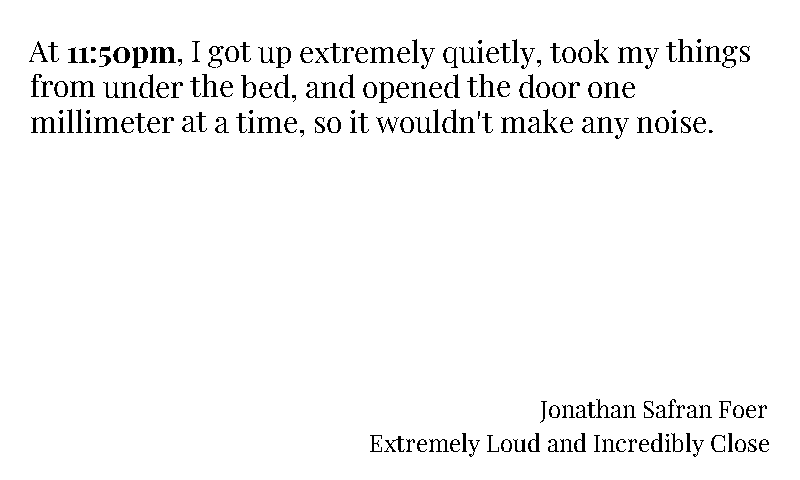 At 11:50pm, I got up extremely quietly, took my things
from under the bed, and opened the door one
millimeter at a time, so it wouldn't make any noise.
Jonathan Safran Foer
Extremely Loud and Incredibly Close